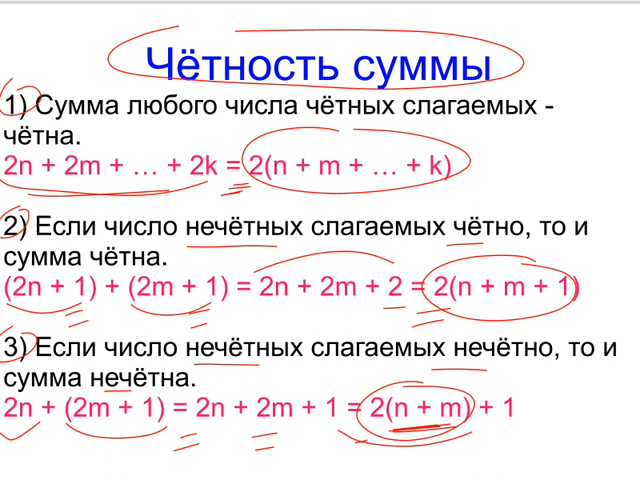 Чётность суммы
1) Сумма любого числа чётных слагаемых -
чётна.
2n + 2m + … + 2k = 2(n + m + … + k)
2) Если число нечётных слагаемых чётно, то и
сумма чётна.
(2n + 1) + (2m + 1) = 2n + 2m + 2 = 2(n + m + 1)
3) Если число нечётных слагаемых нечётно, то и
сумма нечётна.
2n + (2m + 1) = 2n + 2m + 1 = 2(n + m) + 1